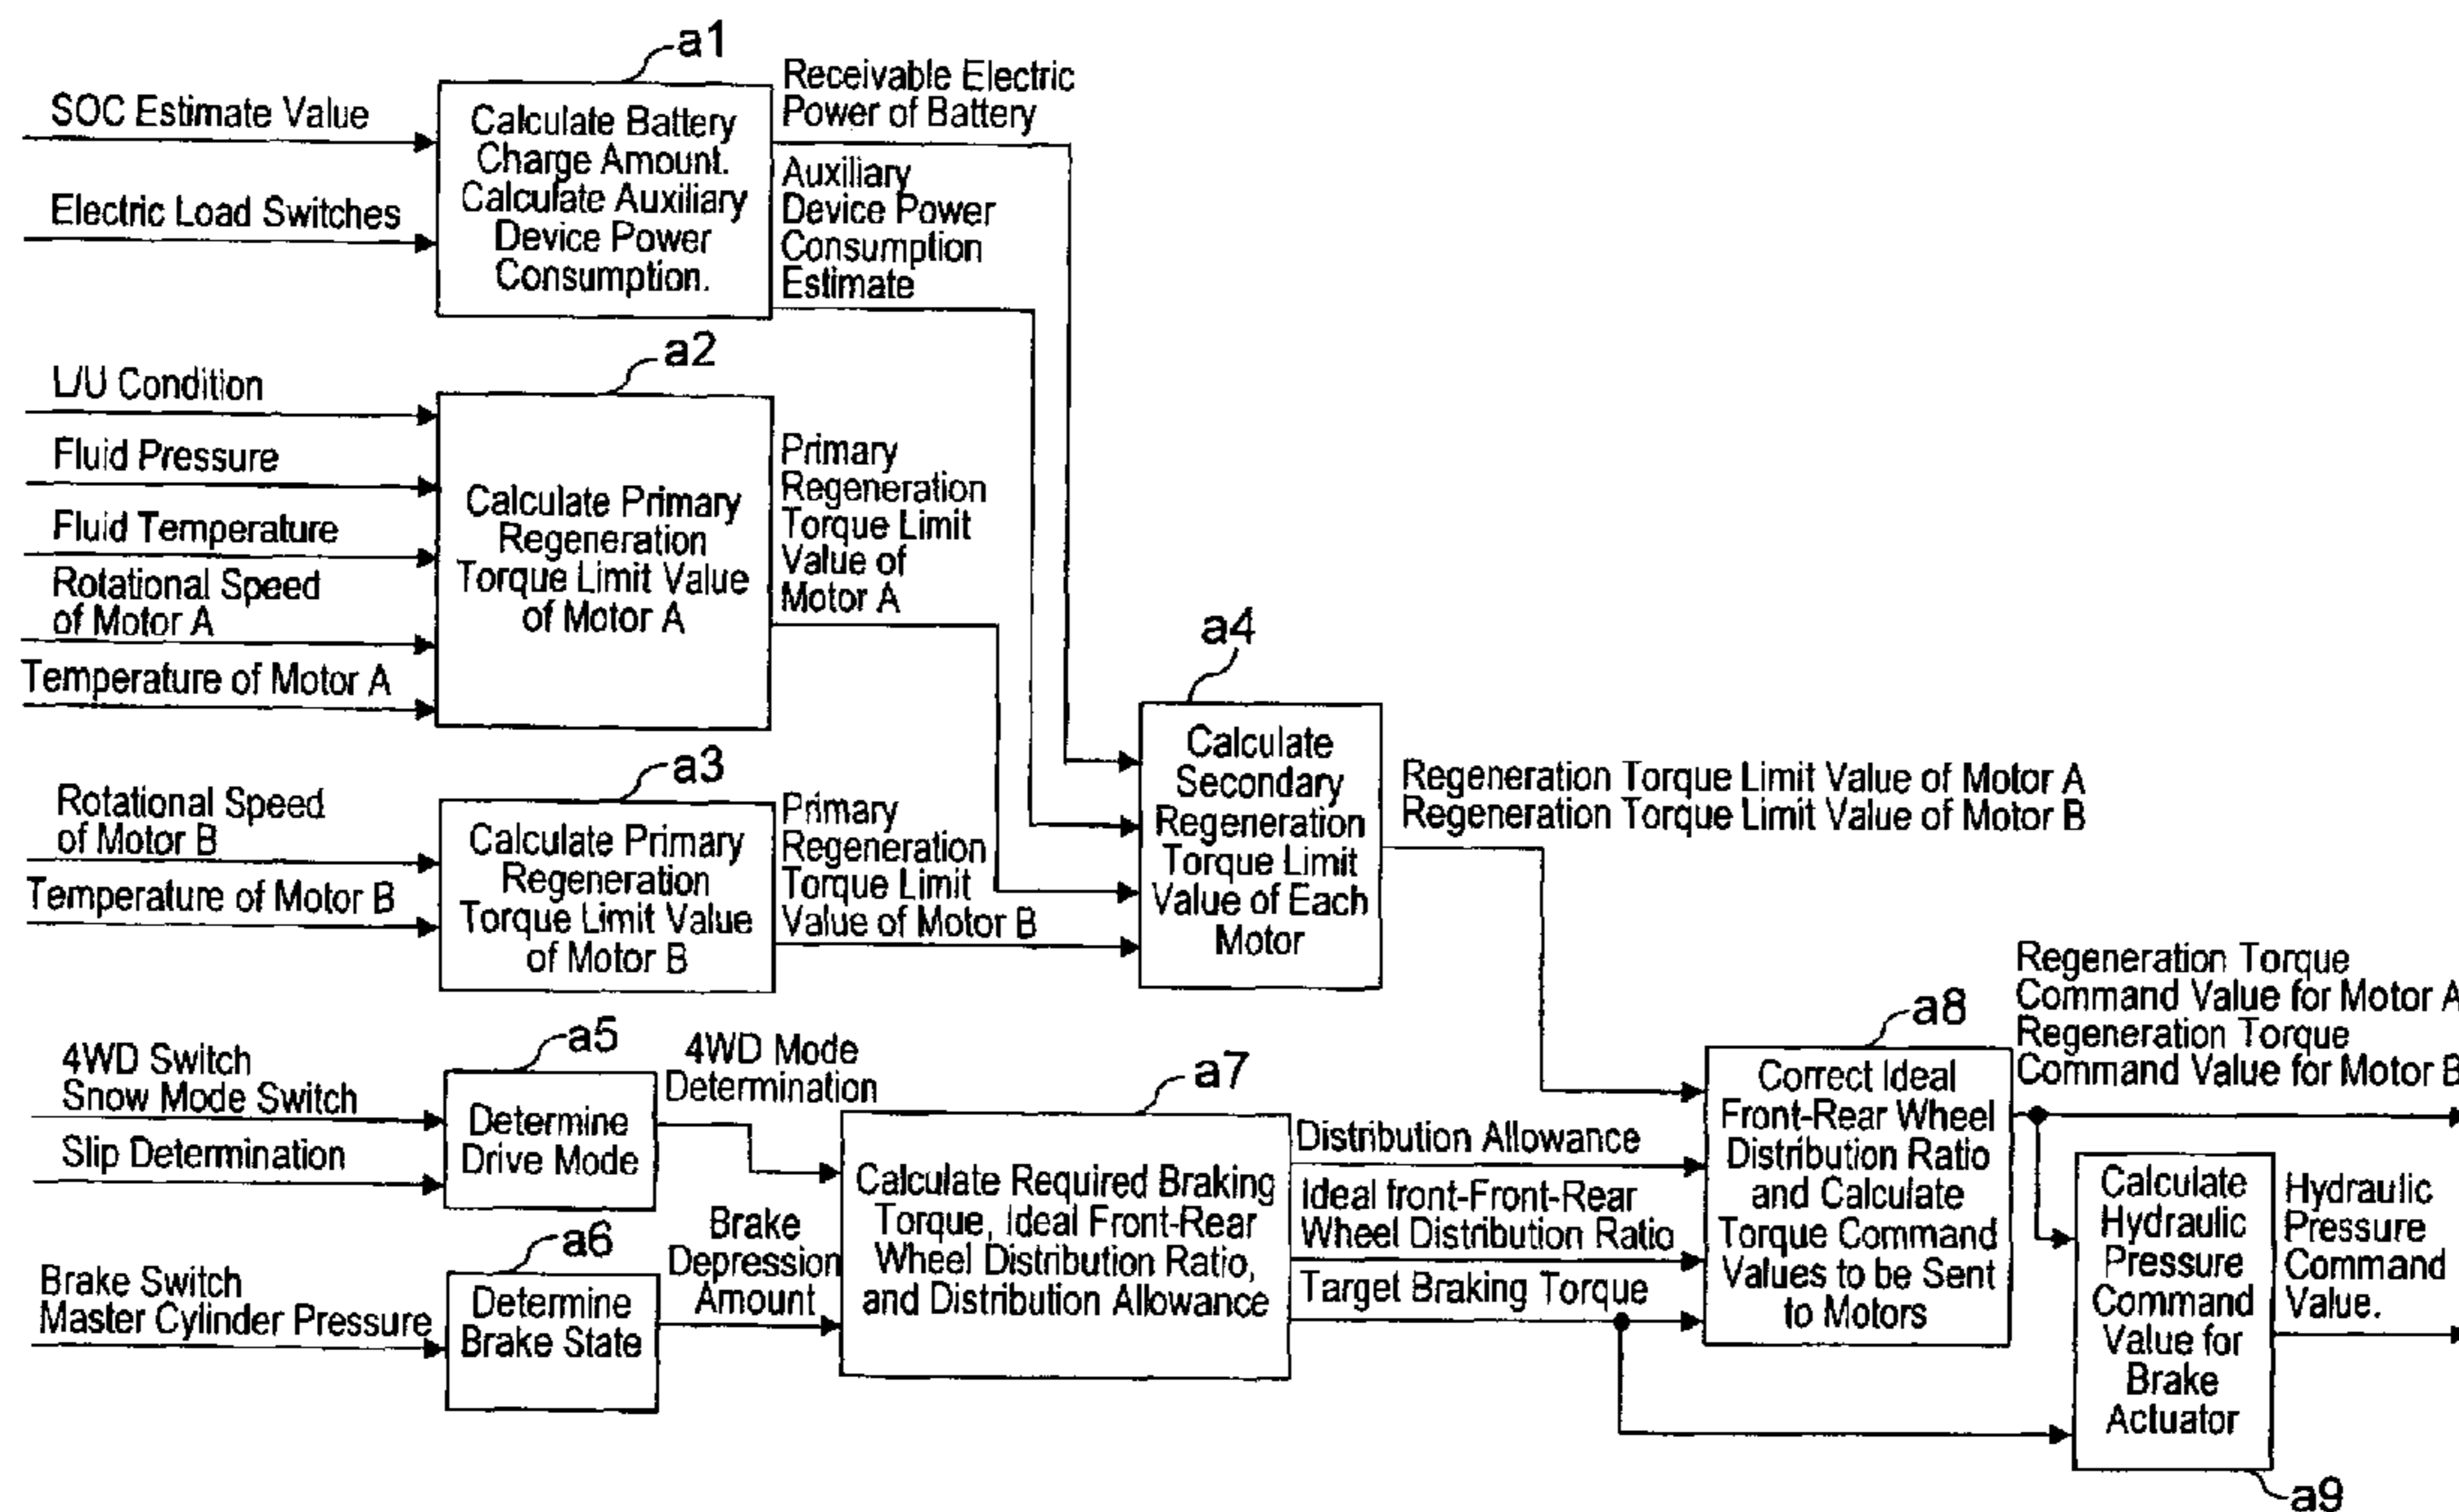 a1
SOC Estimate Value
Electric Load Switches
Calculate Battery
Charge Amount.
Calculate Auxiliary
Device Power
Consumption.
Receivable Electric
Power of Battery
Auxiliary
Device Power
Consumption
Estimate
a2
L/U Condition
Fluid Pressure
Fluid Temperature
Rotational Speed
of Motor A
Temperature of Motor A
Calculate Primary
Regeneration
Torque Limit Value
of Motor A
Primary
Regeneration
Torque Limit
Value of
Motor A
a3
Rotational Speed
of Motor B
Temperature of Motor B
Calculate Primary
Regeneration
Torque Limit Value
of Motor B
Primary
Regeneration
Torque Limit
Value of Motor B
a4
Calculate
Secondary
Regeneration
Torque Limit
Value of Each
Motor
Regeneration Torque Limit Value of Motor A
Regeneration Torque Limit Value of Motor B
a5
4WD Switch
Snow Mode Switch
Slip Determination
Determine
Drive Mode
4WD Mode
Determination
a6
Brake Switch
Master Cylinder Pressure
Determine
Brake State
Brake
Depression
Amount
a7
Calculate Required Braking
Torque, Ideal Front-Rear
Wheel Distribution Ratio,
and Distribution Allowance
Distribution Allowance
Ideal front-Front-Rear
Wheel Distribution Ratio
Target Braking Torque
a8
Correct Ideal
Front-Rear Wheel
Distribution Ratio
and Calculate
Torque Command
Values to be Sent
to Motors
Regeneration Torque
Command Value for Motor A
Regeneration Torque
Command Value for Motor B
Calculate
Hydraulic
Pressure
Command
Value for
Brake
Actuator
Hydraulic
Pressure
Command
Value.
a9